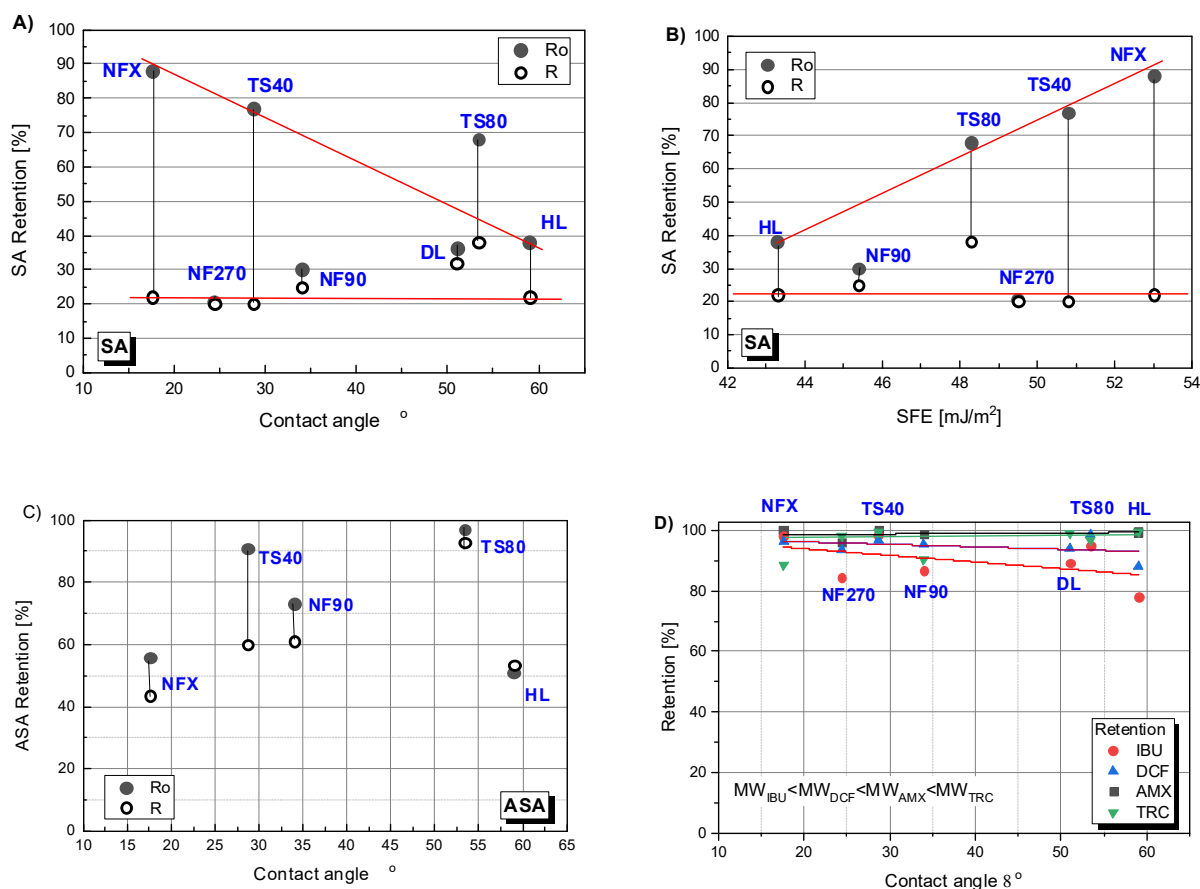 A)
SA Retention [%]
100
90
80
70
60
50
40
30
20
10
0
Ro
R
NFX
TS40
TS80
HL
DL
NF270
NF90
SA
10 20 30 40 50 60
Contact angle °
B)
SA Retention [%]
100
90
80
70
60
50
40
30
20
10
0
Ro
R
NFX
TS40
TS80
HL
NF90
NF270
SA
42 44 46 48 50 52 54
SFE [mJ/m²]
C)
ASA Retention [%]
100
80
60
40
20
0
TS40
TS80
NF90
NFX
HL
Ro
R
ASA
10 15 20 25 30 35 40 45 50 55 60 65
Contact angle °
D)
Retention [%]
100
80
60
40
20
0
NFX
TS40
TS80
HL
NF270
NF90
DL
Retention
IBU
DCF
AMX
TRC
MW_IBU<MW_DCF<MW_AMX<MW_TRC
10 20 30 40 50 60
Contact angle 8 °